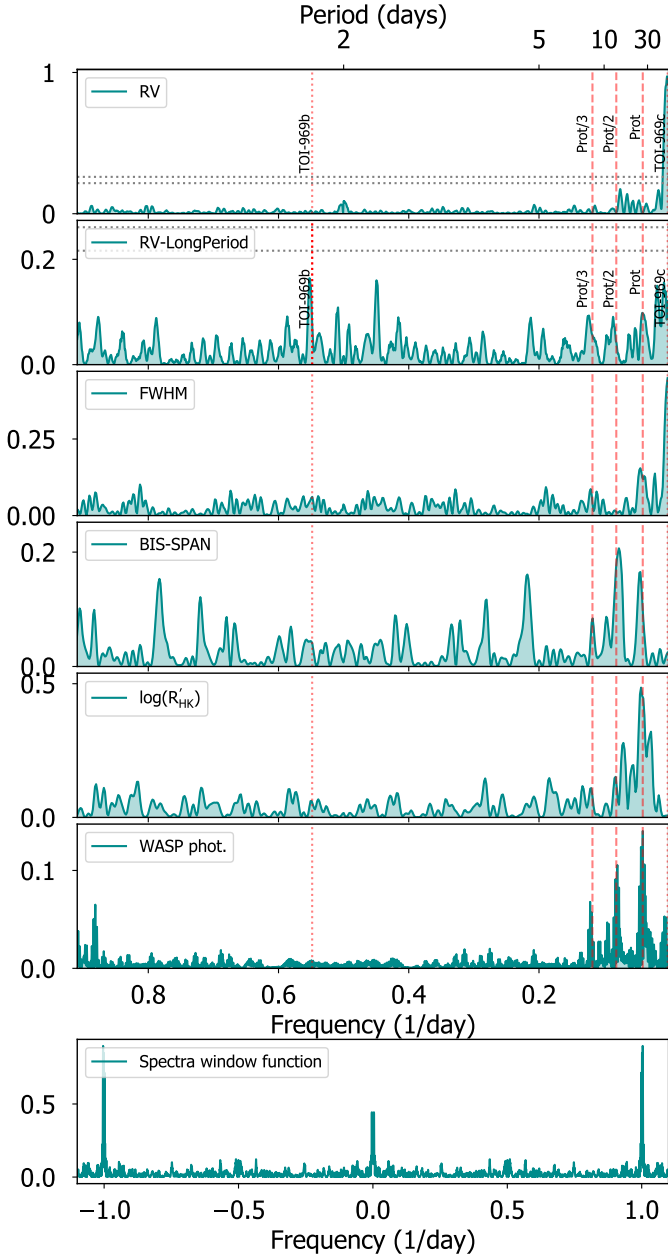 Period (days)
2 5 10 30
1
0
RV
TOI-969b
Prot/3
Prot/2
Prot
TOI-969c
0.2
0.0
RV-LongPeriod
TOI-969b
Prot/3
Prot/2
Prot
TOI-969c
0.25
0.00
FWHM
0.2
0.0
BIS-SPAN
0.5
0.0
log(R′HK)
0.1
0.0
WASP phot.
0.8 0.6 0.4 0.2
Frequency (1/day)
0.5
0.0
Spectra window function
−1.0 −0.5 0.0 0.5 1.0
Frequency (1/day)